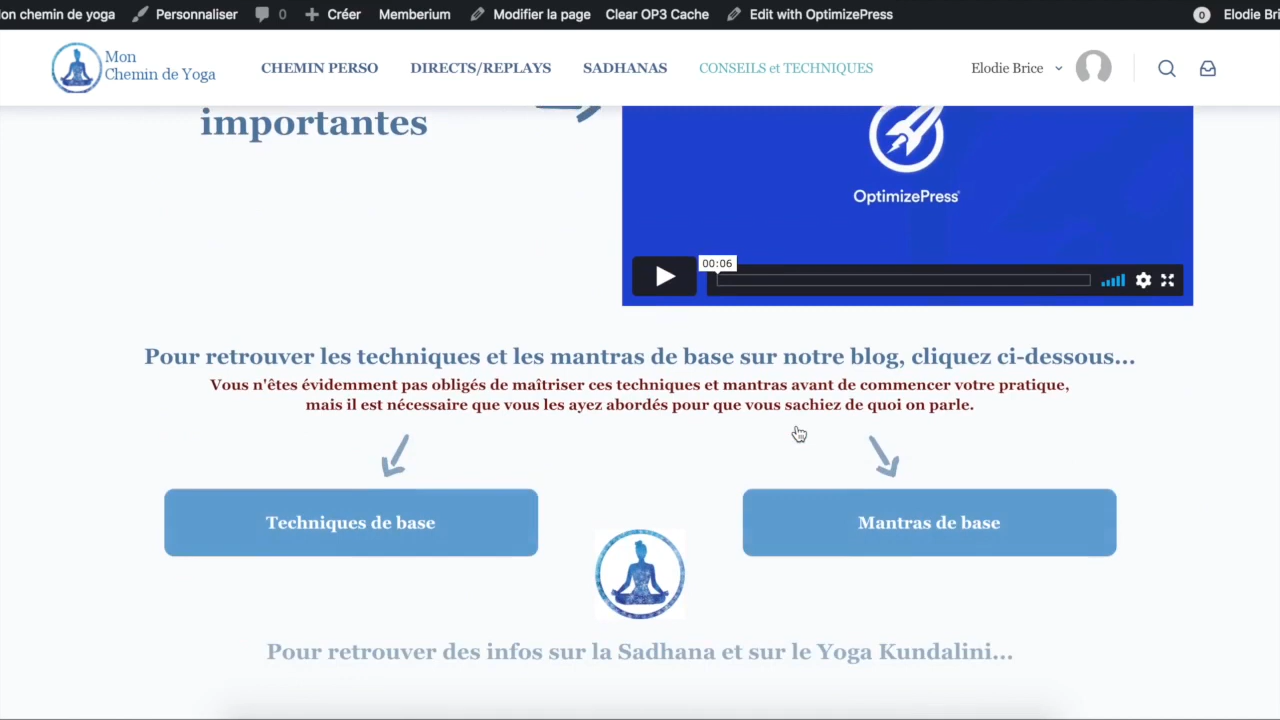 on chemin de yoga Personnaliser 0 Créer Memberium Modifier la page Clear OP3 Cache Edit with OptimizePress 0 Elodie Bri
Mon
Chemin de Yoga
CHEMIN PERSO DIRECTS/REPLAYS SADHANAS CONSEILS et TECHNIQUES Elodie Brice
importantes
OptimizePress
00:06
Pour retrouver les techniques et les mantras de base sur notre blog, cliquez ci-dessous...
Vous n'êtes évidemment pas obligés de maîtriser ces techniques et mantras avant de commencer votre pratique,
mais il est nécessaire que vous les ayez abordés pour que vous sachiez de quoi on parle.
Techniques de base Mantras de base
Pour retrouver des infos sur la Sadhana et sur le Yoga Kundalini...